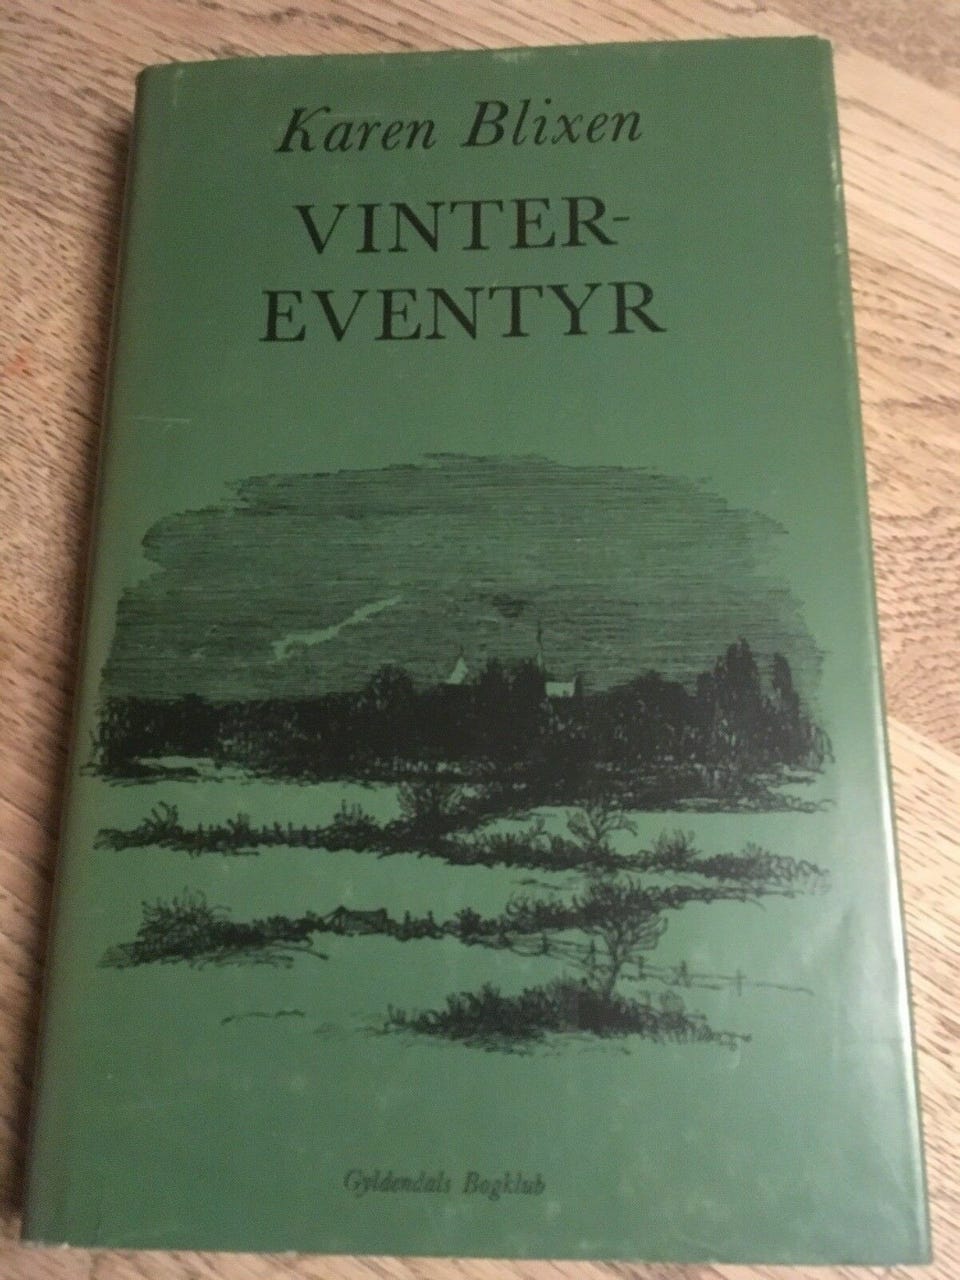 Karen Blixen
VINTER-
EVENTYR
Gyldendals Bogklub